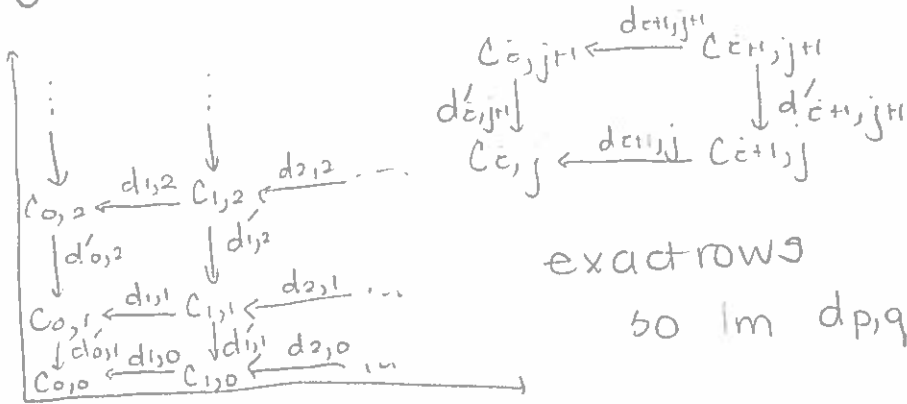 d_{i+1,j+1}
C_{i,j+1} ← C_{i+1,j+1}
d'_{i,j+1} ↓ ↓ d'_{i+1,j+1}
d_{i+1,j}
C_{i,j} ← C_{i+1,j}
⋮ ⋮
↓ ↓
d_{1,2} d_{2,2}
C_{0,2} ← C_{1,2} ← ...
↓ d'_{0,2} ↓ d'_{1,2}
d_{1,1} d_{2,1}
C_{0,1} ← C_{1,1} ← ...
↓ d'_{0,1} d_{1,0} ↓ d'_{1,1} d_{2,0}
C_{0,0} ← C_{1,0} ← ...
exact rows
so Im d_{p,q}